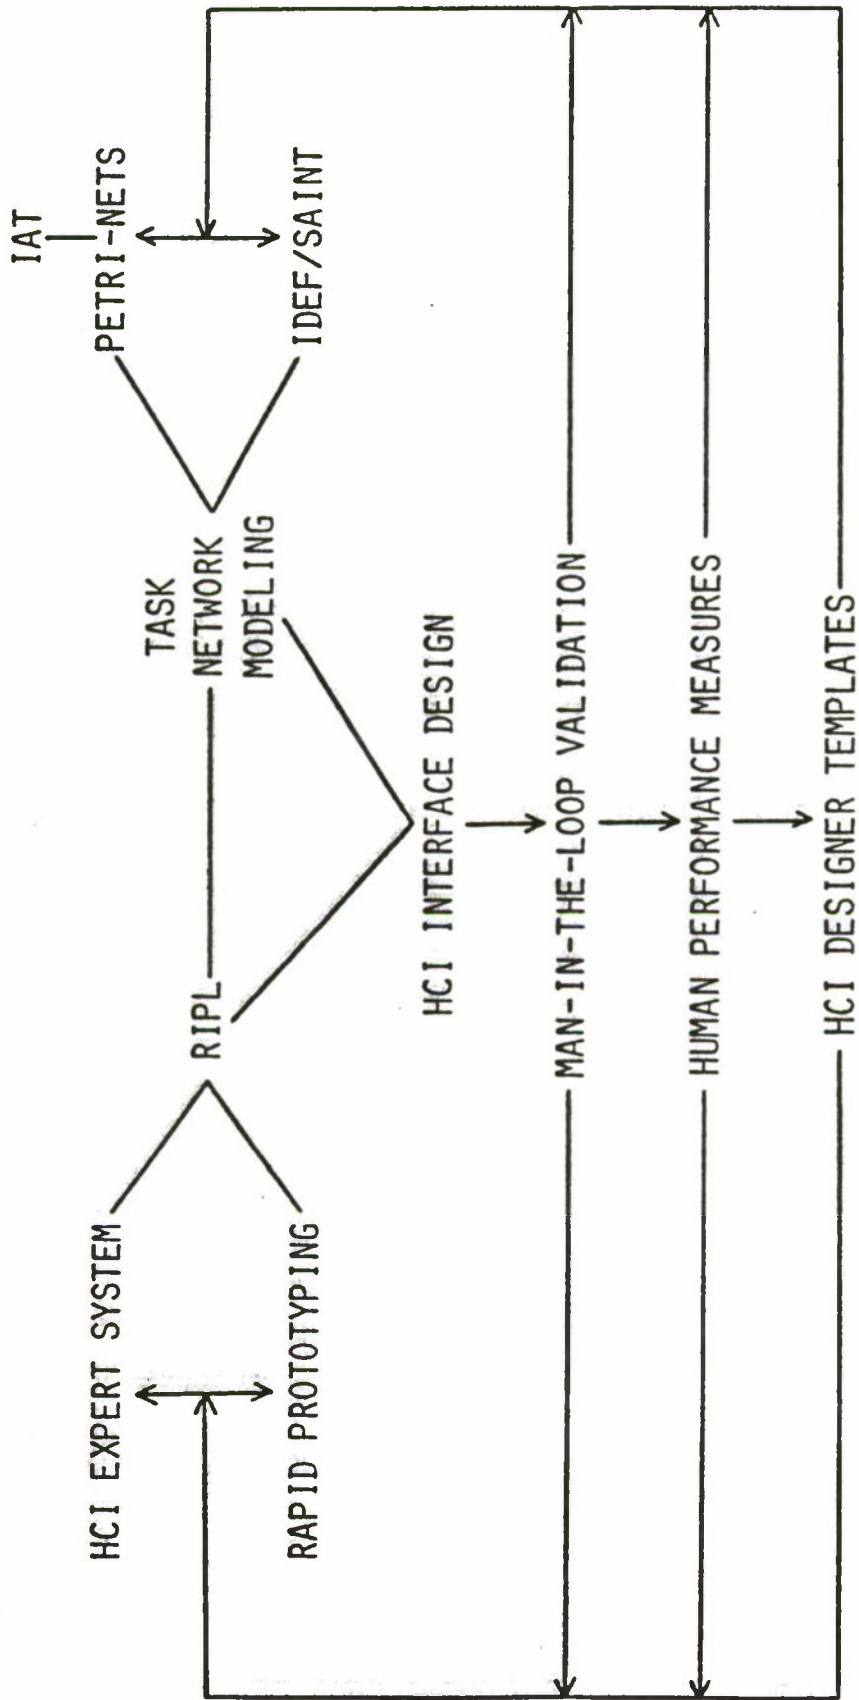 IAT
HCI EXPERT SYSTEM
PETRI-NETS
TASK
RIPL
NETWORK
MODELING
RAPID PROTOTYPING
IDEF/SAINT
HCI INTERFACE DESIGN
MAN-IN-THE-LOOP VALIDATION
HUMAN PERFORMANCE MEASURES
HCI DESIGNER TEMPLATES